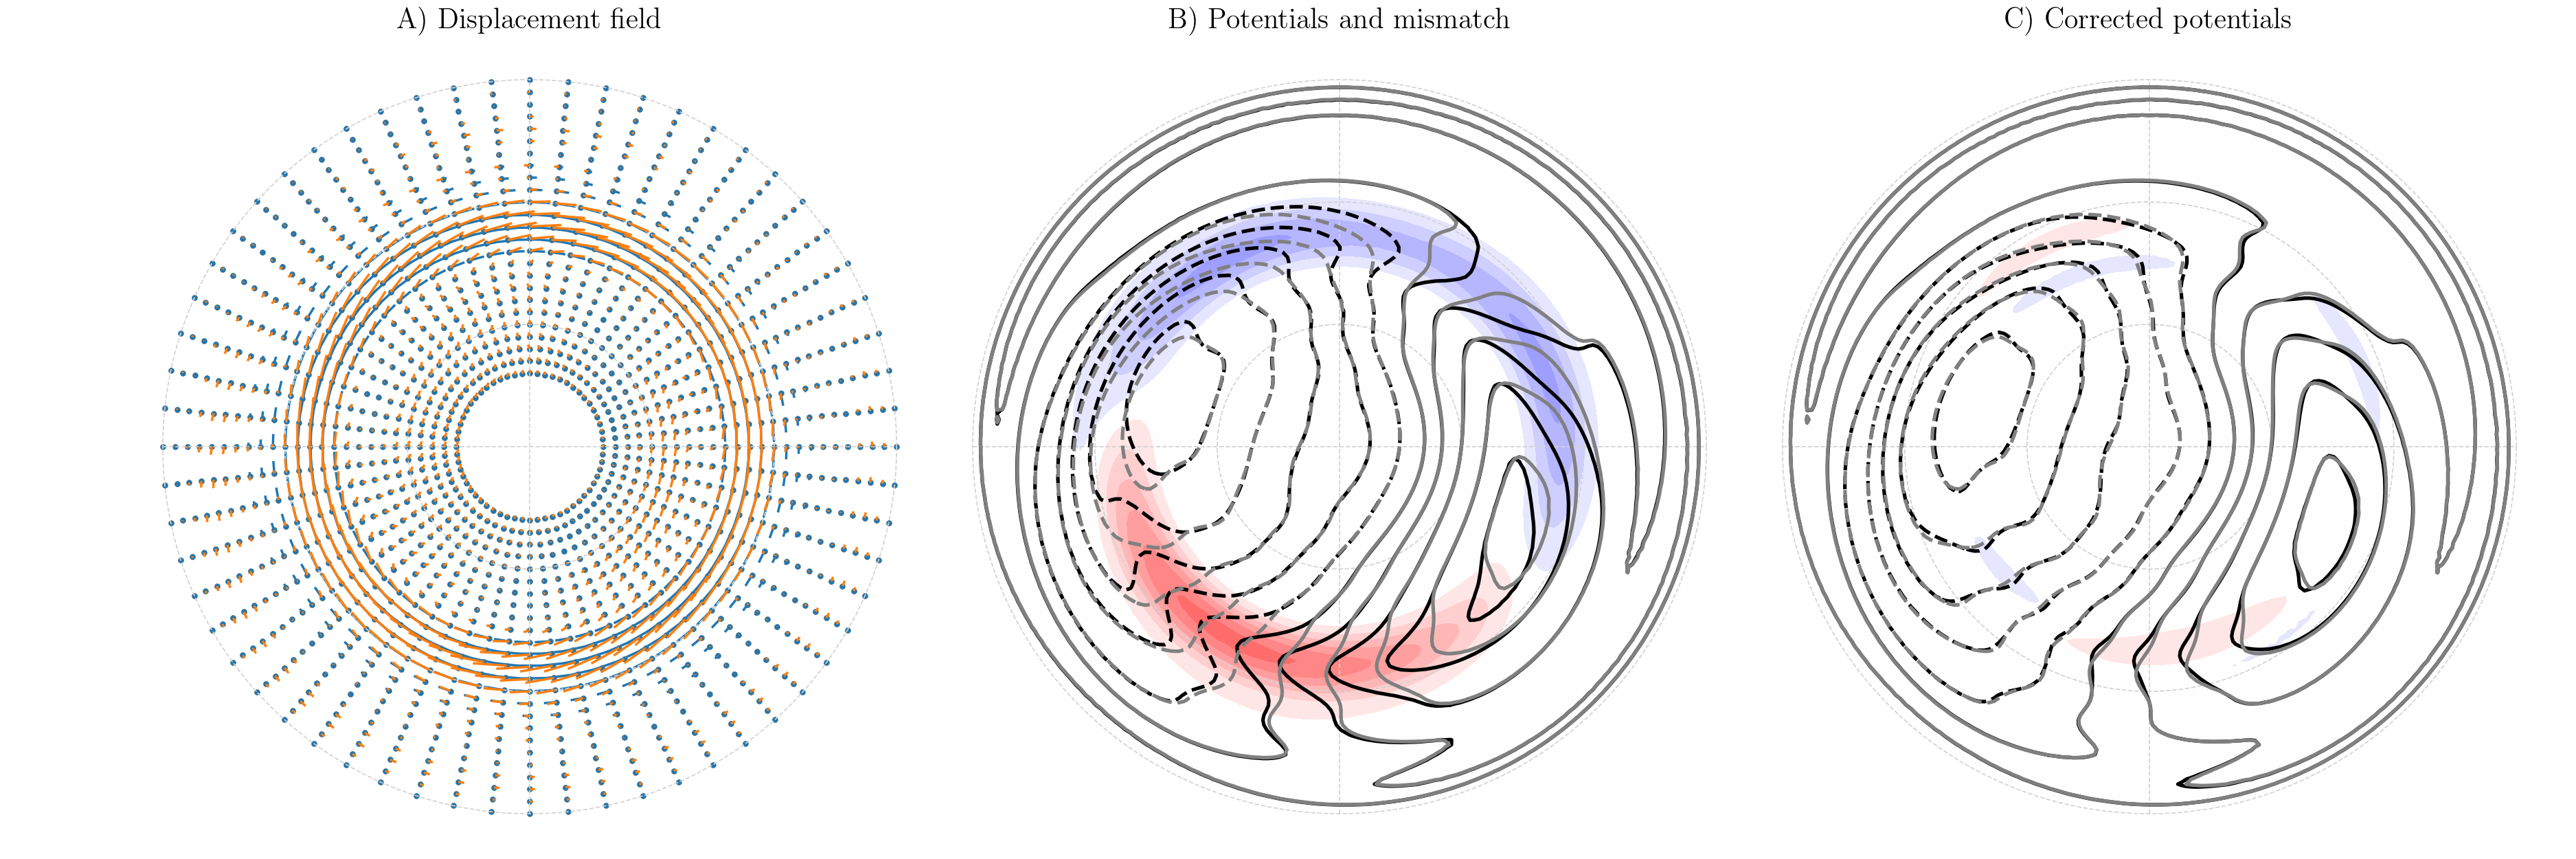 A) Displacement field
B) Potentials and mismatch
C) Corrected potentials